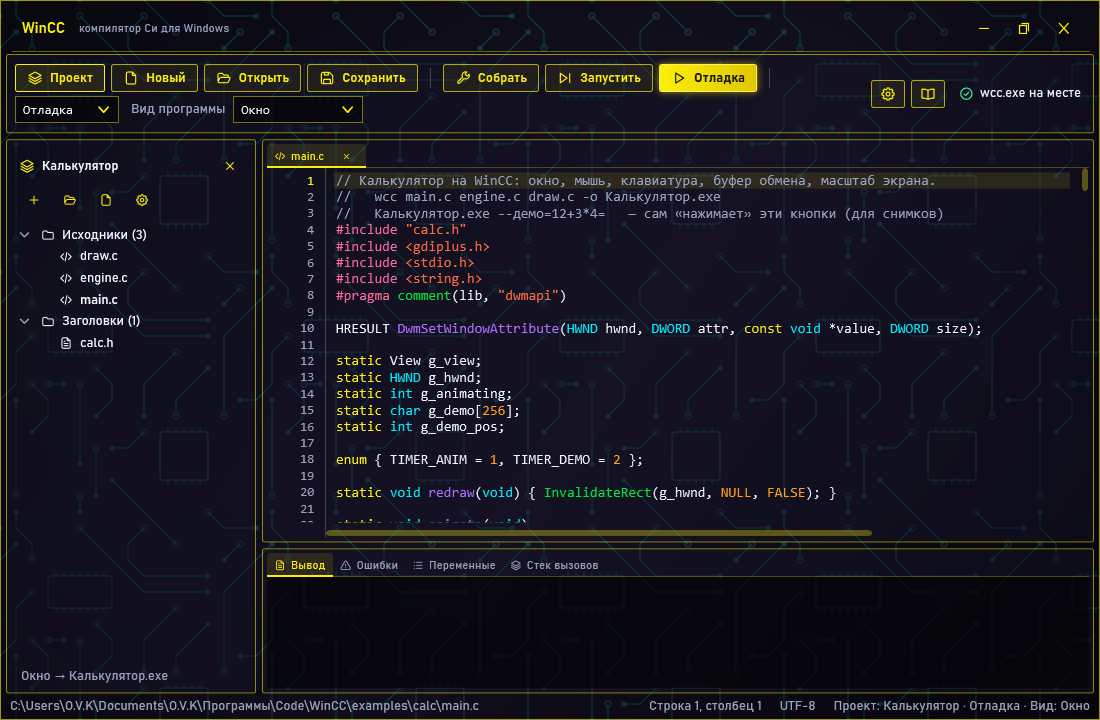 WinCC компилятор Си для Windows
Проект Новый Открыть Сохранить Собрать Запустить Отладка
Отладка Вид программы Окно
wcc.exe на месте
Калькулятор
Исходники (3)
draw.c
engine.c
main.c
Заголовки (1)
calc.h
Окно → Калькулятор.exe
main.c ×
1 // Калькулятор на WinCC: окно, мышь, клавиатура, буфер обмена, масштаб экрана.
2 //   wcc main.c engine.c draw.c -o Калькулятор.exe
3 //   Калькулятор.exe --демо=12+3*4=   — сам «нажимает» эти кнопки (для снимков)
4 #include "calc.h"
5 #include <gdiplus.h>
6 #include <stdio.h>
7 #include <string.h>
8 #pragma comment(lib, "dwmapi")
9
10 HRESULT DwmSetWindowAttribute(HWND hwnd, DWORD attr, const void *value, DWORD size);
11
12 static View g_view;
13 static HWND g_hwnd;
14 static int g_animating;
15 static char g_demo[256];
16 static int g_demo_pos;
17
18 enum { TIMER_ANIM = 1, TIMER_DEMO = 2 };
19
20 static void redraw(void) { InvalidateRect(g_hwnd, NULL, FALSE); }
21
Вывод Ошибки Переменные Стек вызовов
C:\Users\O.V.K\Documents\O.V.K\Программы\Code\WinCC\examples\calc\main.c Строка 1, столбец 1 UTF-8 Проект: Калькулятор · Отладка · Вид: Окно